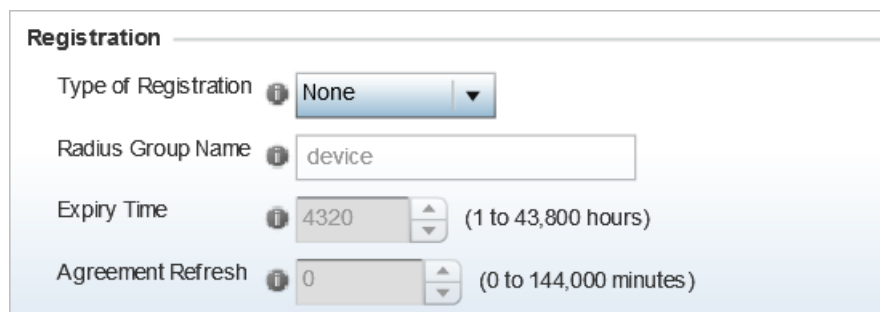 Registration
Type of Registration None
Radius Group Name device
Expiry Time 4320 (1 to 43,800 hours)
Agreement Refresh 0 (0 to 144,000 minutes)